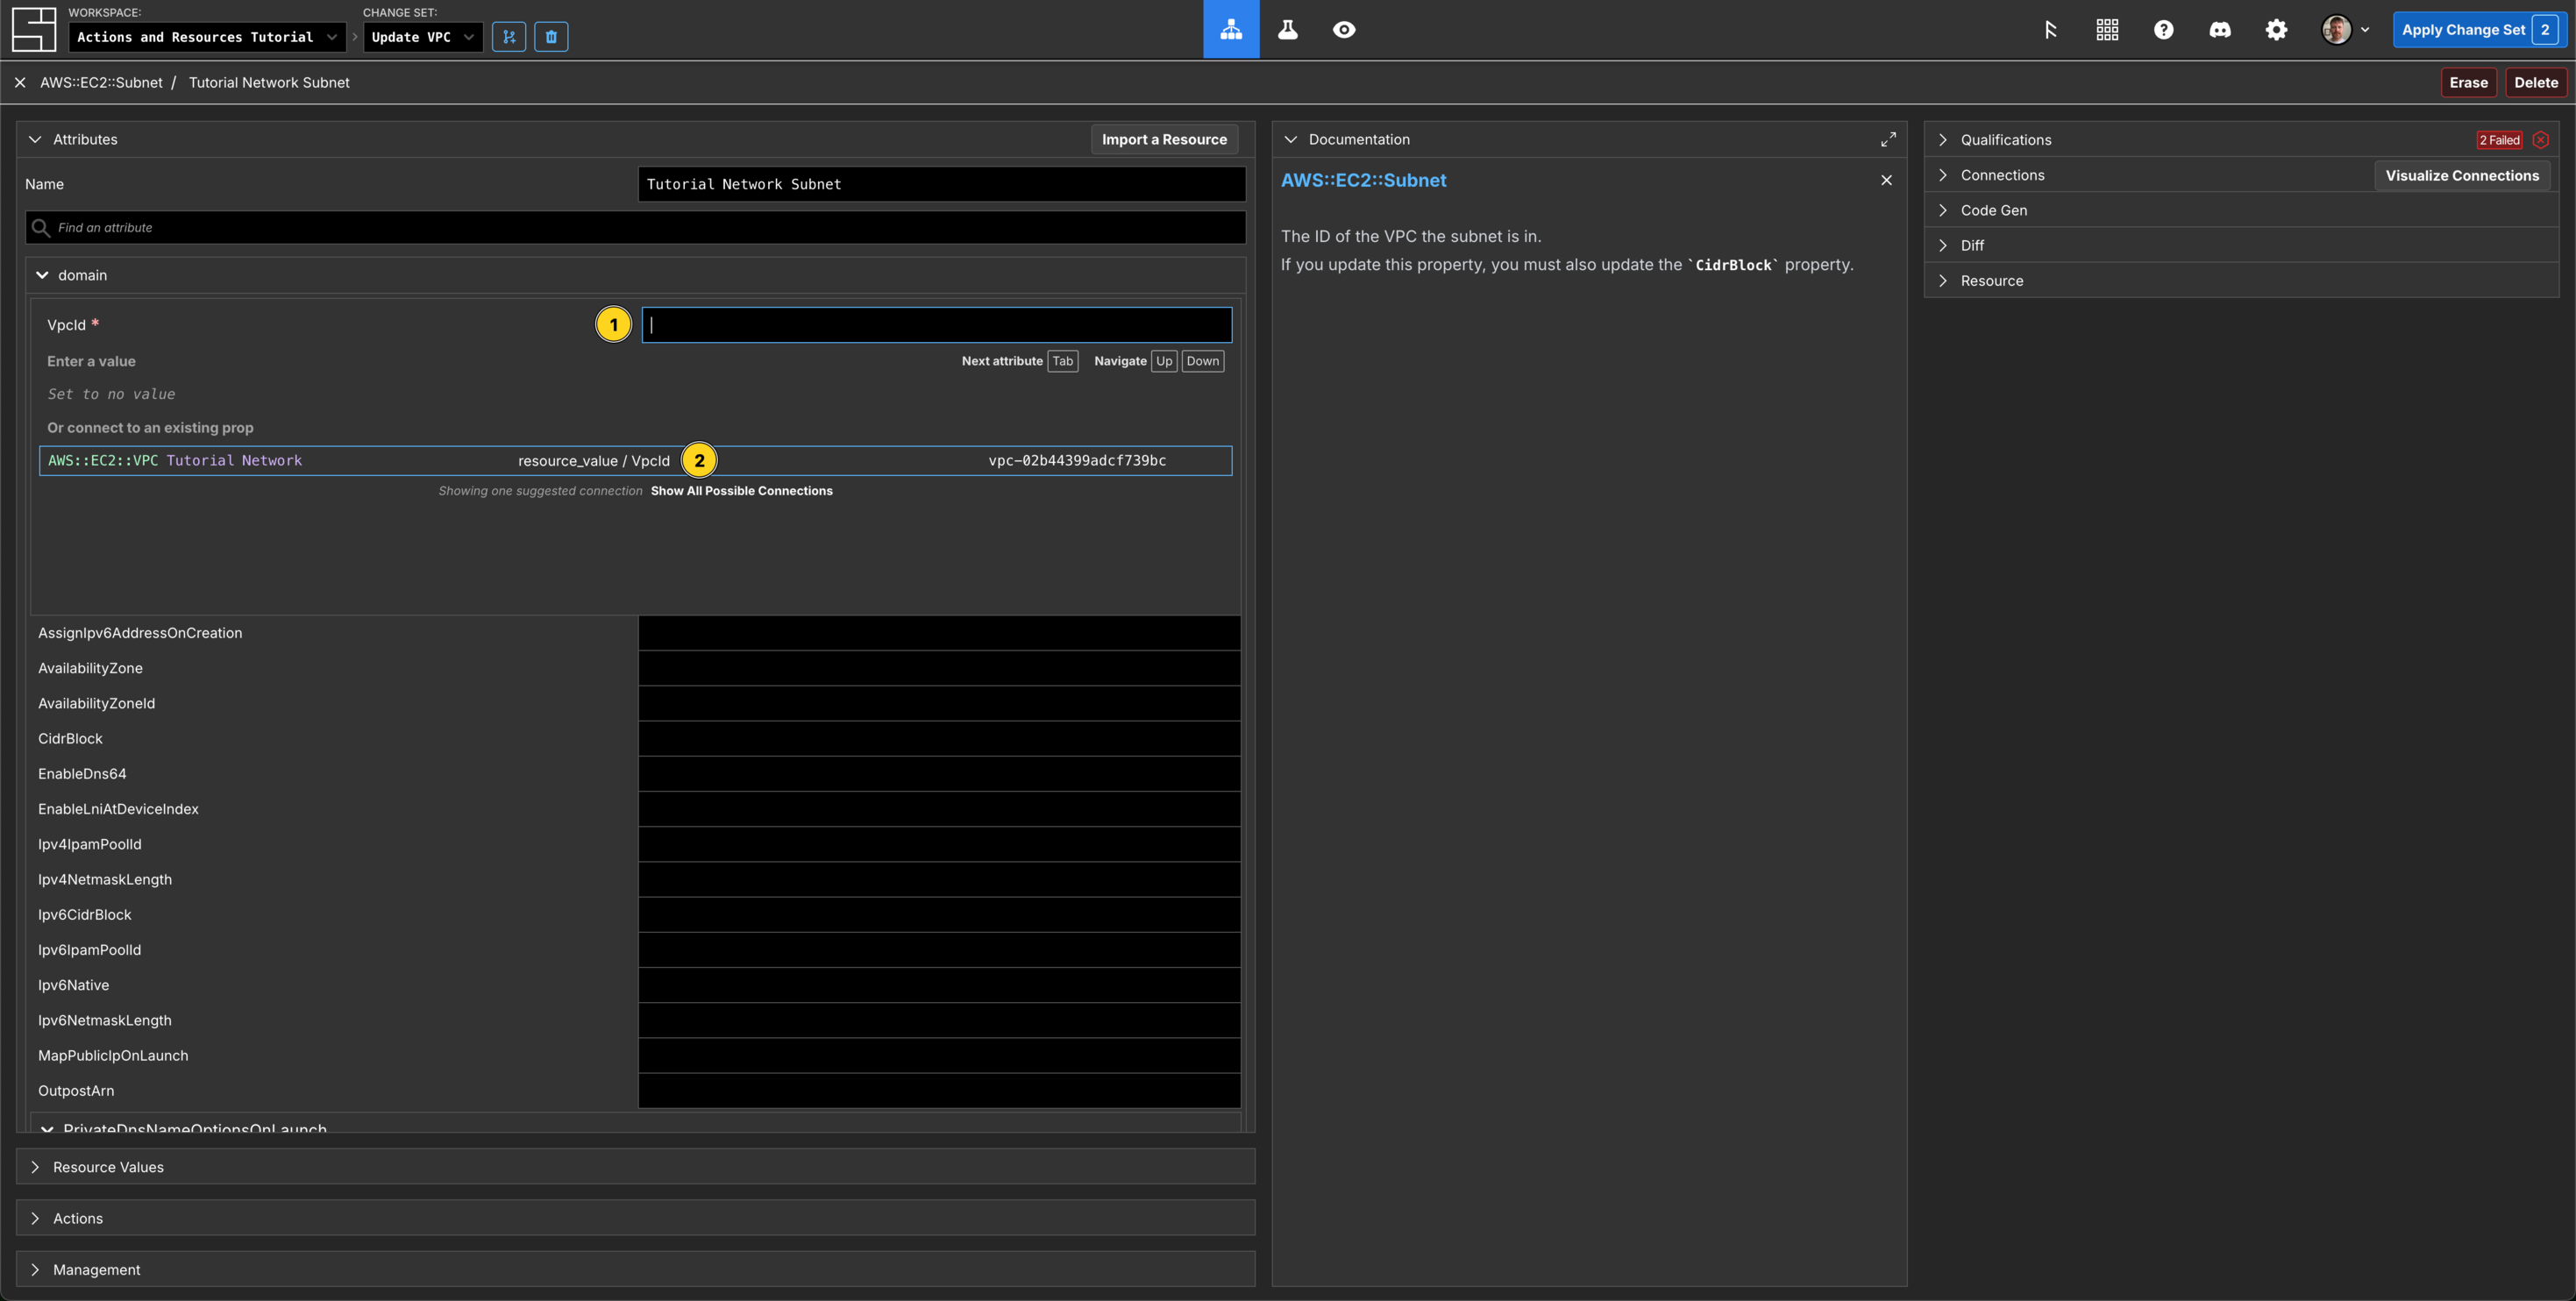 WORKSPACE:
CHANGE SET:
Actions and Resources Tutorial
Update VPC
Apply Change Set 2
AWS::EC2::Subnet / Tutorial Network Subnet
Erase
Delete
Attributes
Import a Resource
Name
Tutorial Network Subnet
Find an attribute
domain
VpcId *
1
Enter a value
Next attribute Tab Navigate Up Down
Set to no value
Or connect to an existing prop
AWS::EC2::VPC Tutorial Network resource_value / VpcId 2 vpc-02b44399adcf739bc
Showing one suggested connection Show All Possible Connections
AssignIpv6AddressOnCreation
AvailabilityZone
AvailabilityZoneId
CidrBlock
EnableDns64
EnableLniAtDeviceIndex
Ipv4IpamPoolId
Ipv4NetmaskLength
Ipv6CidrBlock
Ipv6IpamPoolId
Ipv6Native
Ipv6NetmaskLength
MapPublicIpOnLaunch
OutpostArn
PrivateDnsNameOptionsOnLaunch
Resource Values
Actions
Management
Documentation
AWS::EC2::Subnet
The ID of the VPC the subnet is in.
If you update this property, you must also update the `CidrBlock` property.
Qualifications
2 Failed
Connections
Visualize Connections
Code Gen
Diff
Resource